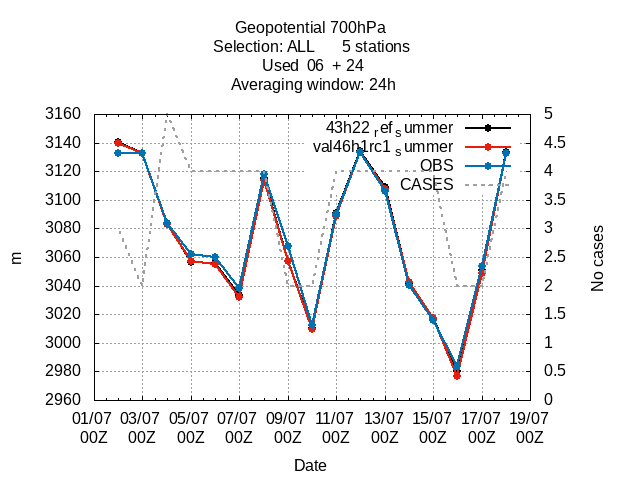 Geopotential 700hPa
Selection: ALL 5 stations
Used 06 + 24
Averaging window: 24h
3160
3140
3120
3100
3080
3060
3040
3020
3000
2980
2960
m
43h22 ref summer
val46h1rc1 summer
OBS
CASES
5
4.5
4
3.5
3
2.5
2
1.5
1
0.5
0
No cases
01/07 03/07 05/07 07/07 09/07 11/07 13/07 15/07 17/07 19/07
00Z 00Z 00Z 00Z 00Z 00Z 00Z 00Z 00Z 00Z
Date